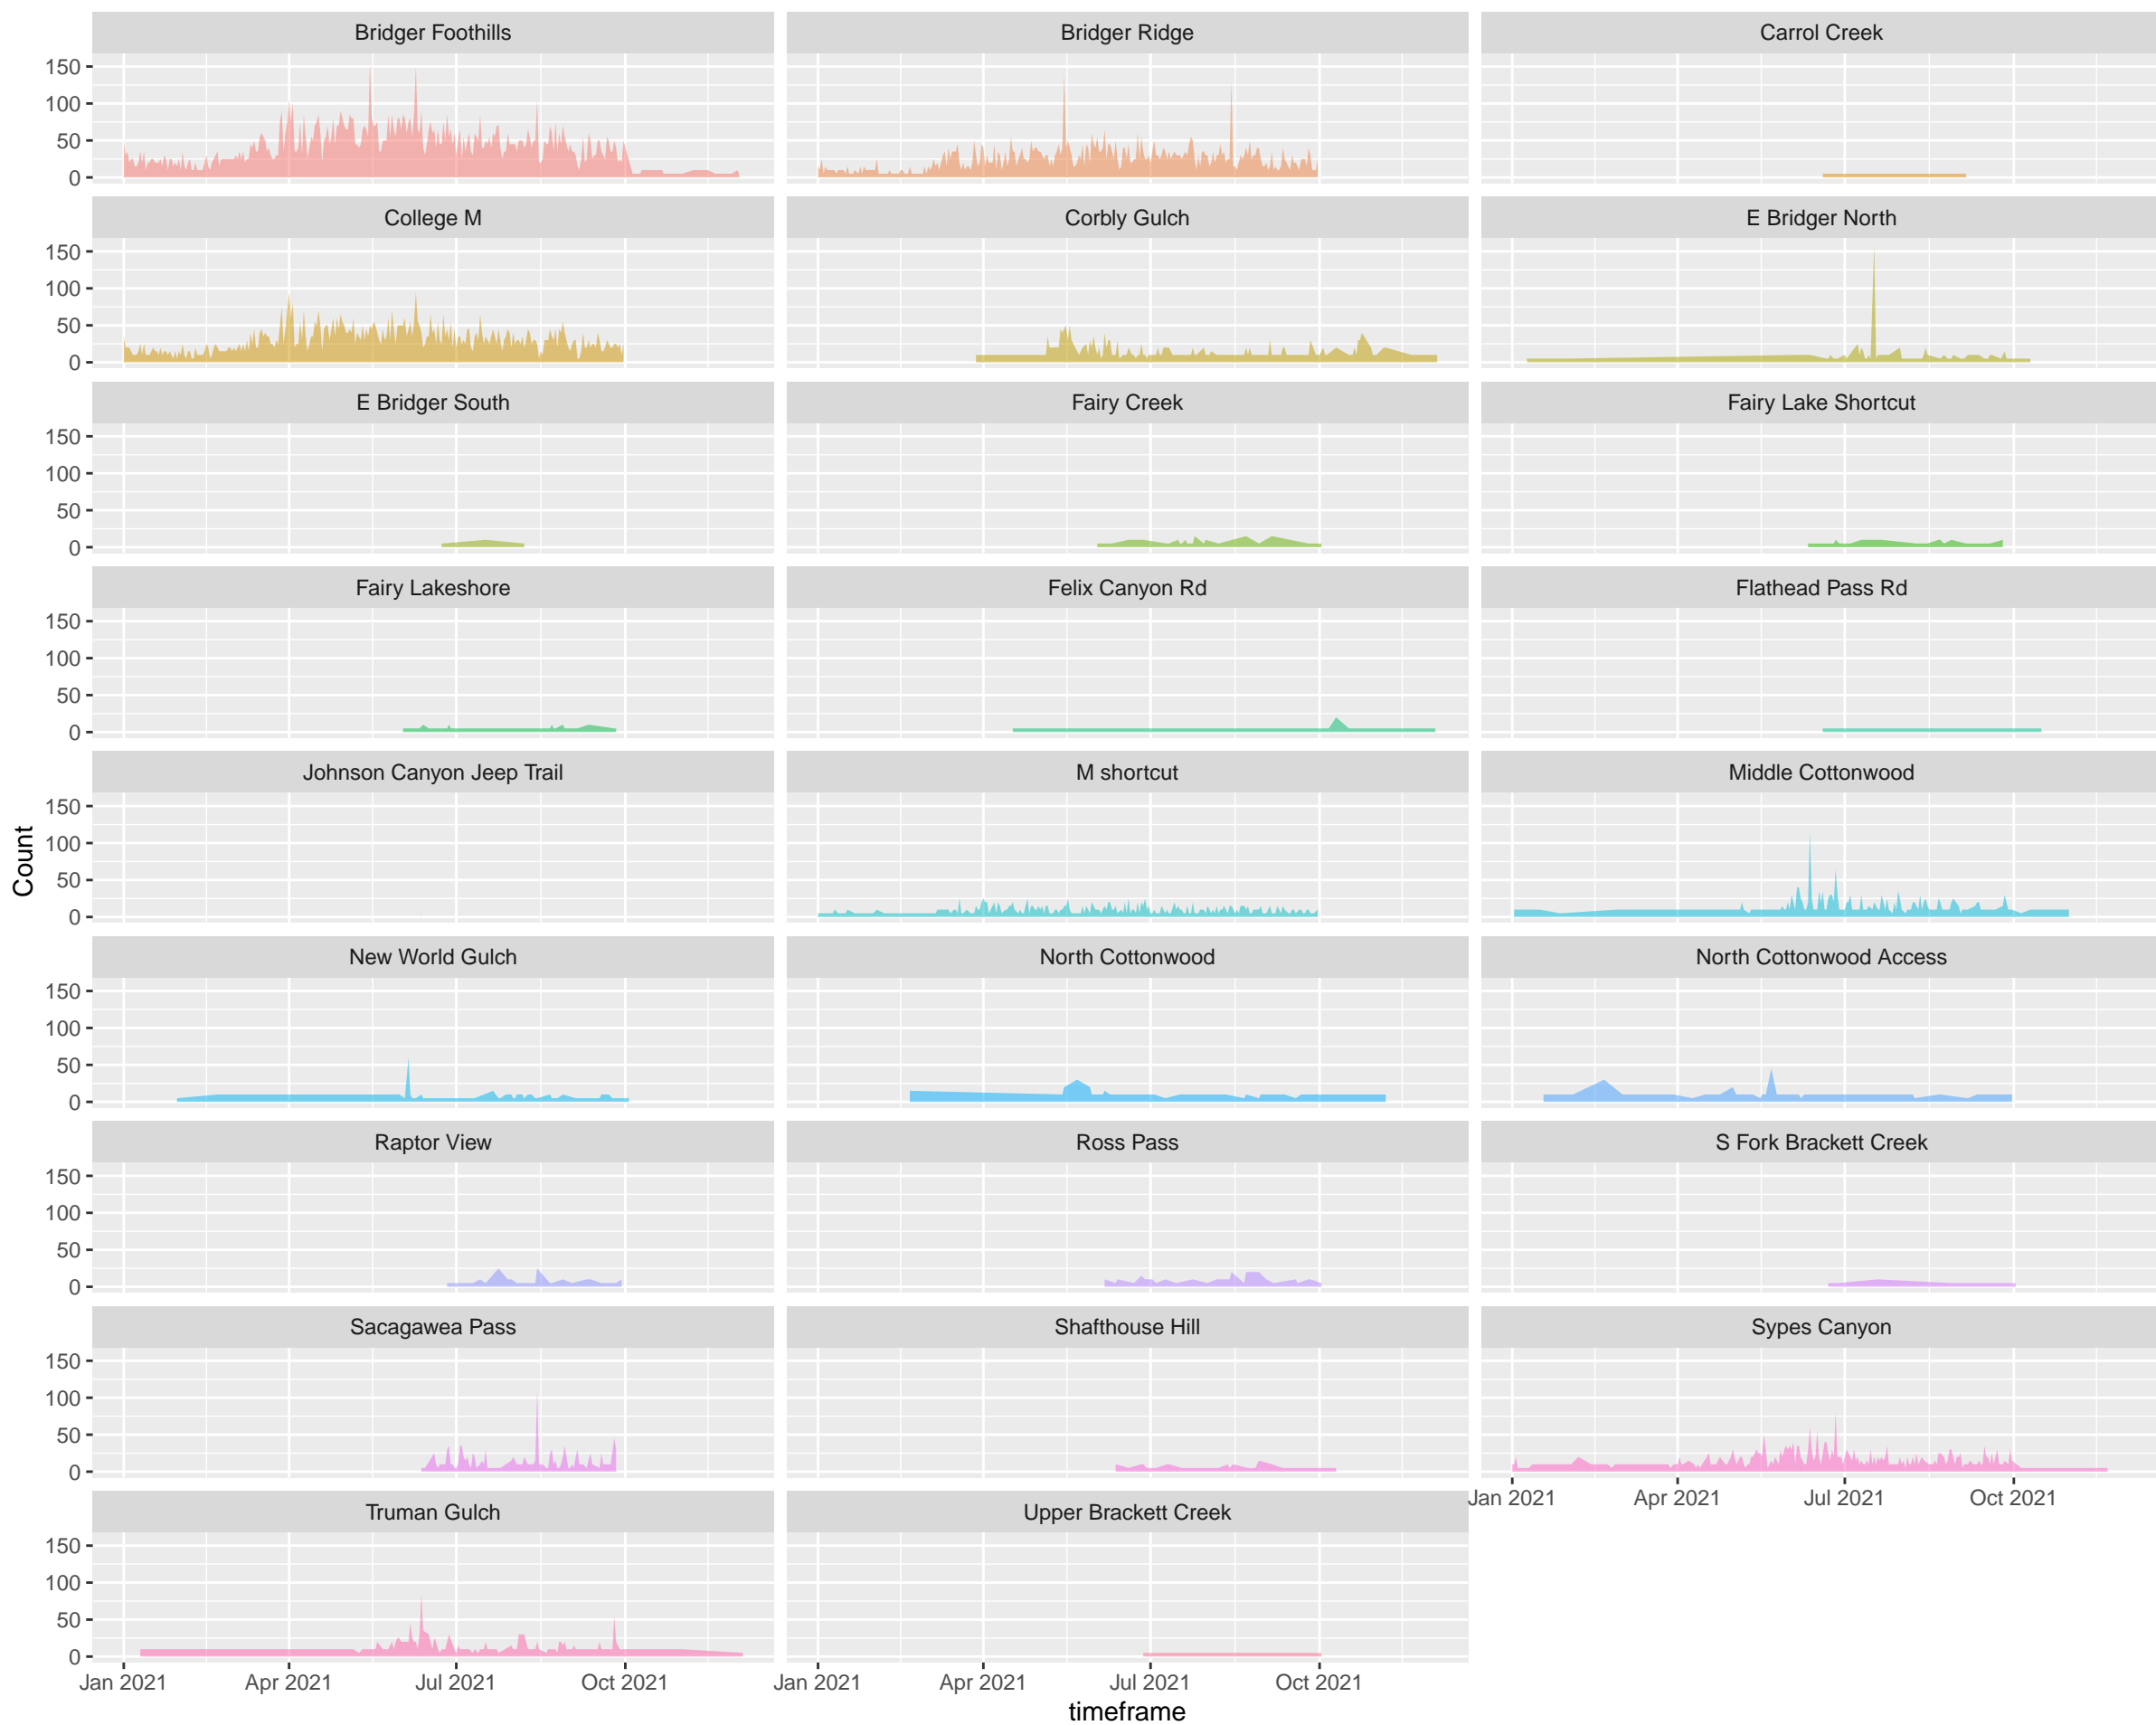 Bridger Foothills Bridger Ridge Carrol Creek
150
100
50
0
College M Corbly Gulch E Bridger North
150
100
50
0
E Bridger South Fairy Creek Fairy Lake Shortcut
150
100
50
0
Fairy Lakeshore Felix Canyon Rd Flathead Pass Rd
150
100
50
0
Johnson Canyon Jeep Trail M shortcut Middle Cottonwood
150
100
50
0
Count
New World Gulch North Cottonwood North Cottonwood Access
150
100
50
0
Raptor View Ross Pass S Fork Brackett Creek
150
100
50
0
Sacagawea Pass Shafthouse Hill Sypes Canyon
150
100
50
0
Jan 2021 Apr 2021 Jul 2021 Oct 2021
Truman Gulch Upper Brackett Creek
150
100
50
0
Jan 2021 Apr 2021 Jul 2021 Oct 2021 Jan 2021 Apr 2021 Jul 2021 Oct 2021
timeframe